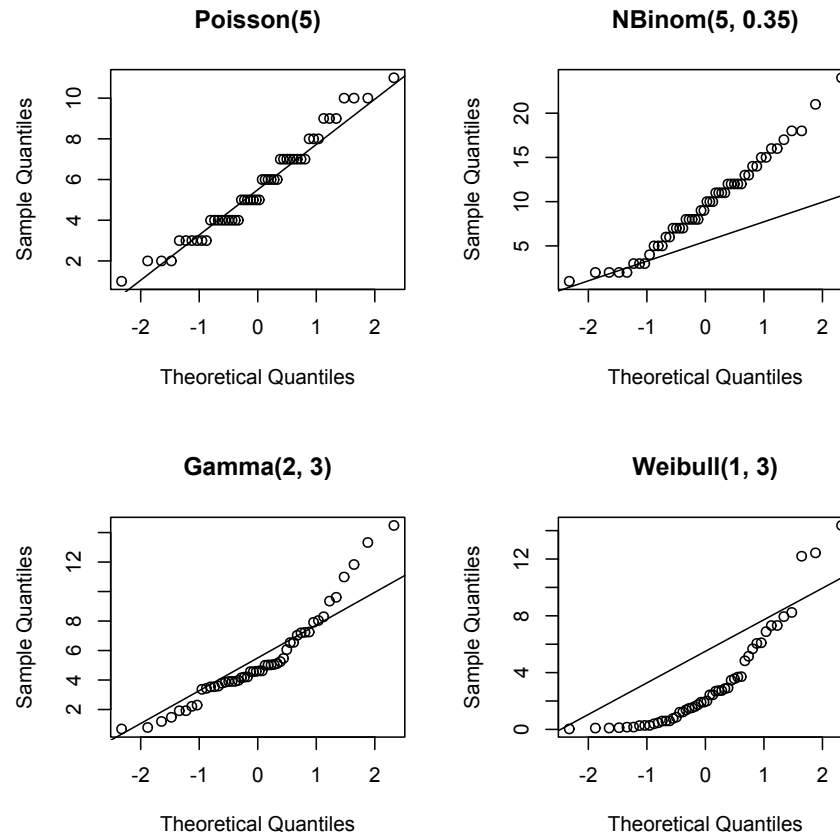 Poisson(5)
Sample Quantiles
10
8
6
4
2
-2 -1 0 1 2
Theoretical Quantiles
NBinom(5, 0.35)
Sample Quantiles
20
15
10
5
-2 -1 0 1 2
Theoretical Quantiles
Gamma(2, 3)
Sample Quantiles
12
8
6
4
2
-2 -1 0 1 2
Theoretical Quantiles
Weibull(1, 3)
Sample Quantiles
12
8
4
0
-2 -1 0 1 2
Theoretical Quantiles